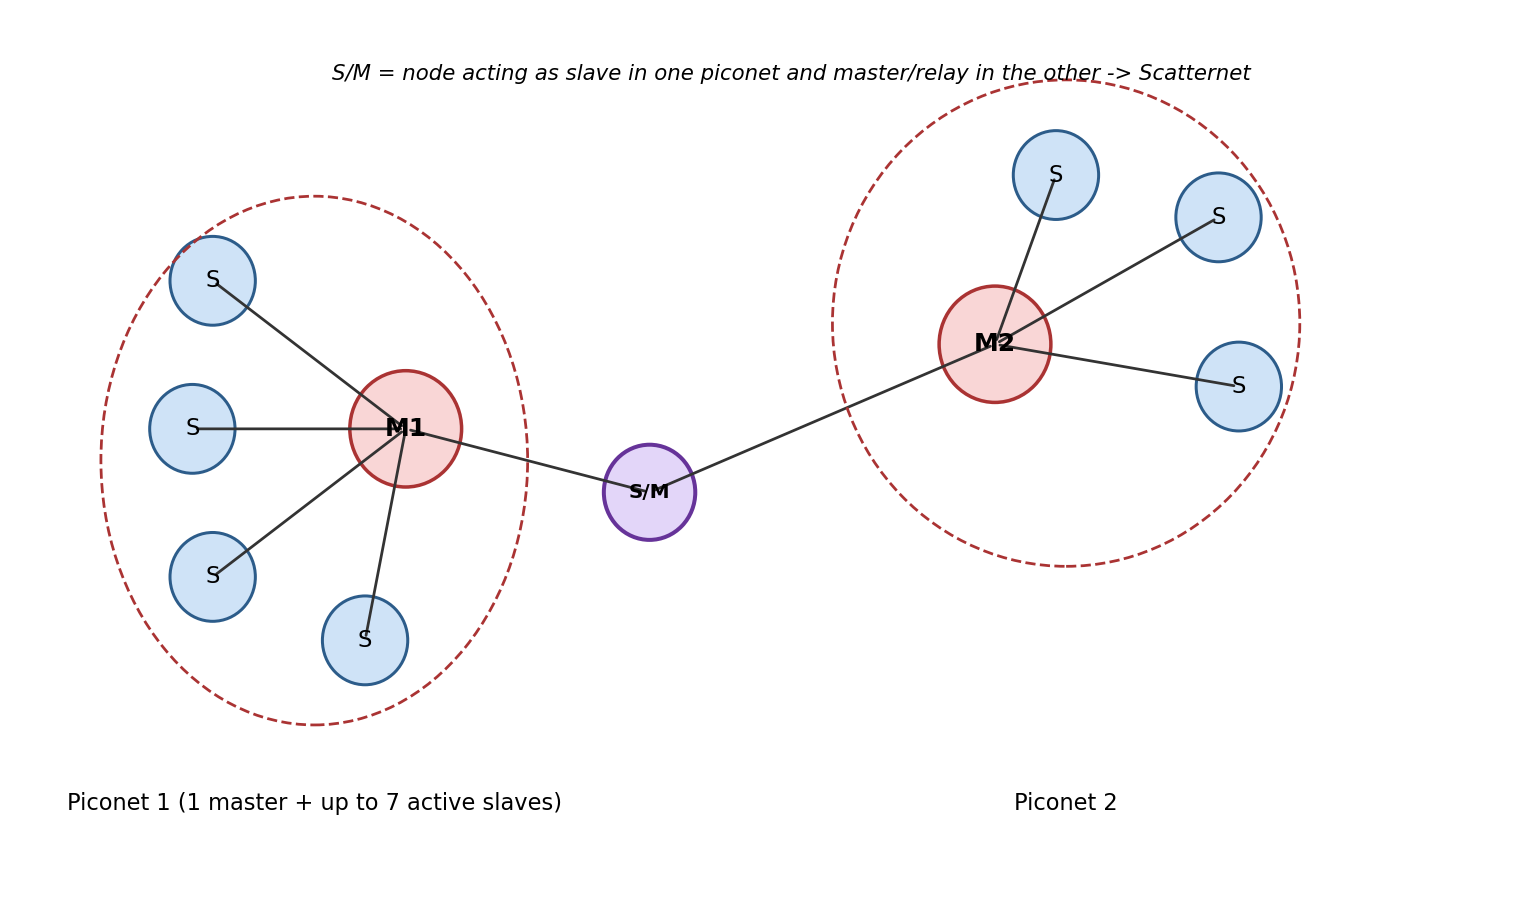 S/M = node acting as slave in one piconet and master/relay in the other -> Scatternet
S
S
S
M2
S
S
S
M1
S/M
S
S
Piconet 1 (1 master + up to 7 active slaves)
Piconet 2